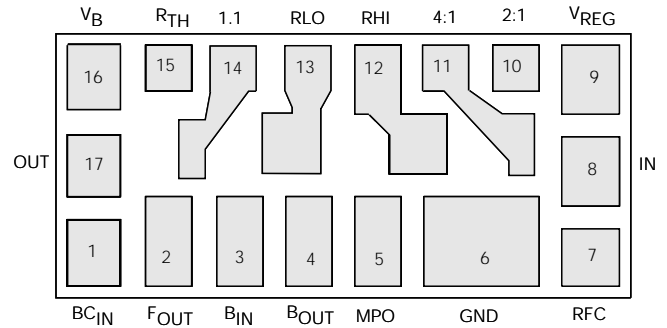 VB RTH 1.1 RLO RHI 4:1 2:1 VREG
16 15 14 13 12 11 10 9
OUT 17 8 IN
1 2 3 4 5 6 7
BCIN FOUT BIN BOUT MPO GND RFC